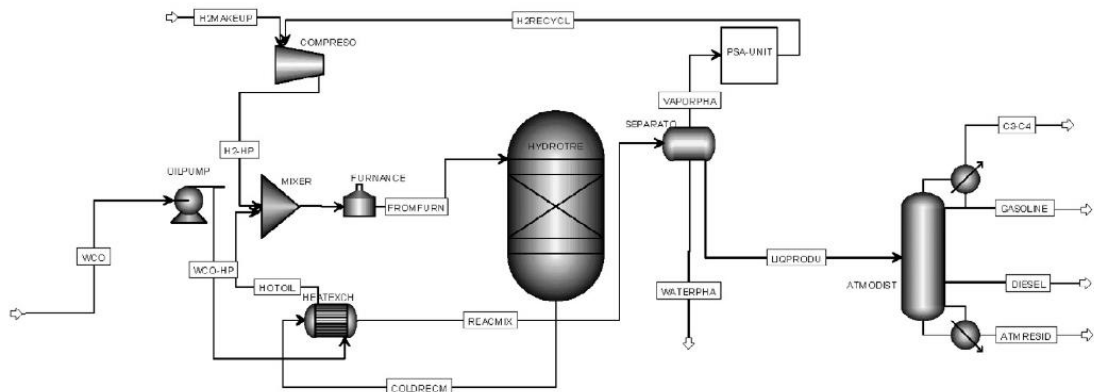 H2MAKEUP
H2RECYCL
COMPRESO
PSA-UNIT
VAPORPHA
C3-C4
SEPARATO
HYDROTRE
H2-HP
OILPUMP
MIXER
FURNANCE
FROMFURN
GASOLINE
WCO
WCO-HP
HOTOIL
LIQPRODU
ATMODIST
DIESEL
WATERPHA
HEATEXCH
REACMIX
ATMRESID
COLDRECM